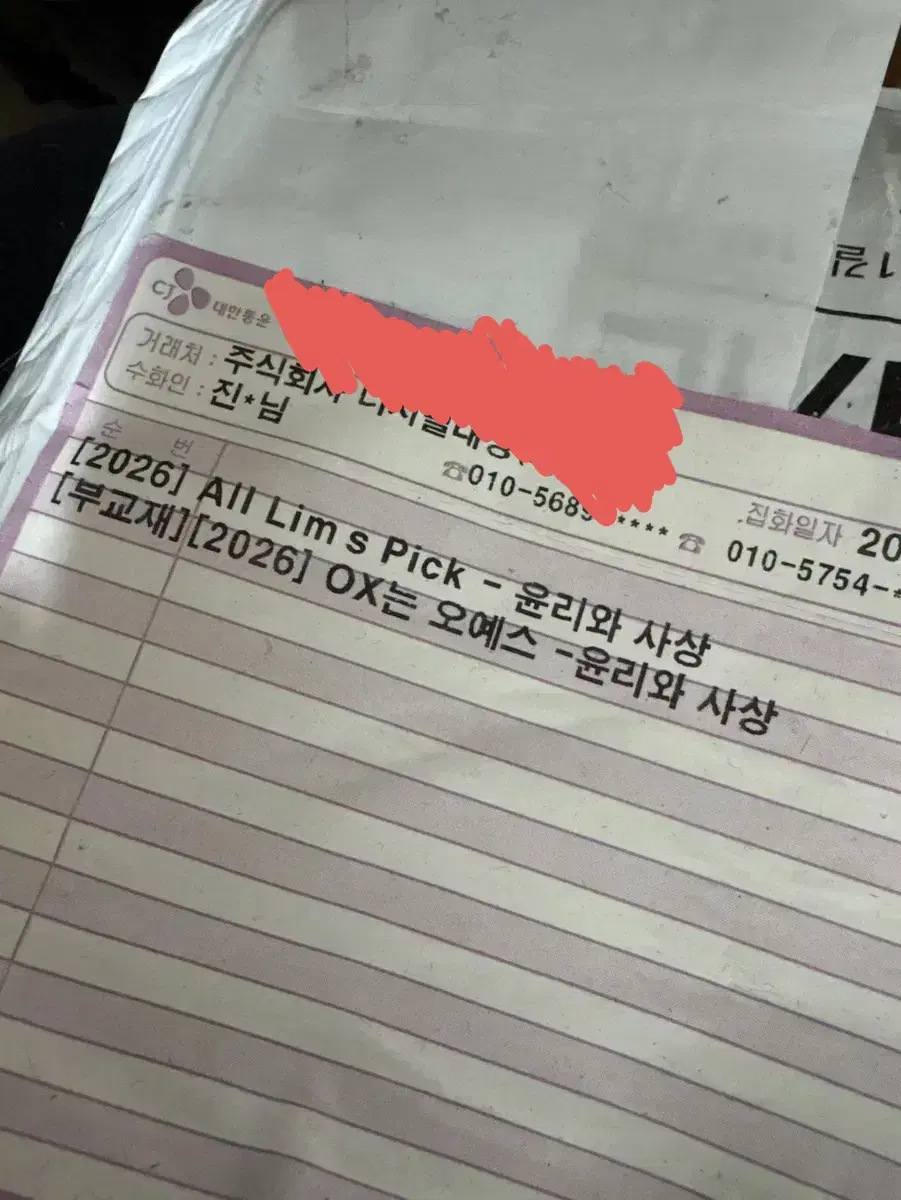 CJ 대한통운
거래처 : 주식회사
수화인 : 진*님
☎010-5689-**** ☎ 010-5754-*
집화일자 20
순 번
[2026] All Lim s Pick - 윤리와 사상
[부교재][2026] OX는 오예스 -윤리와 사상